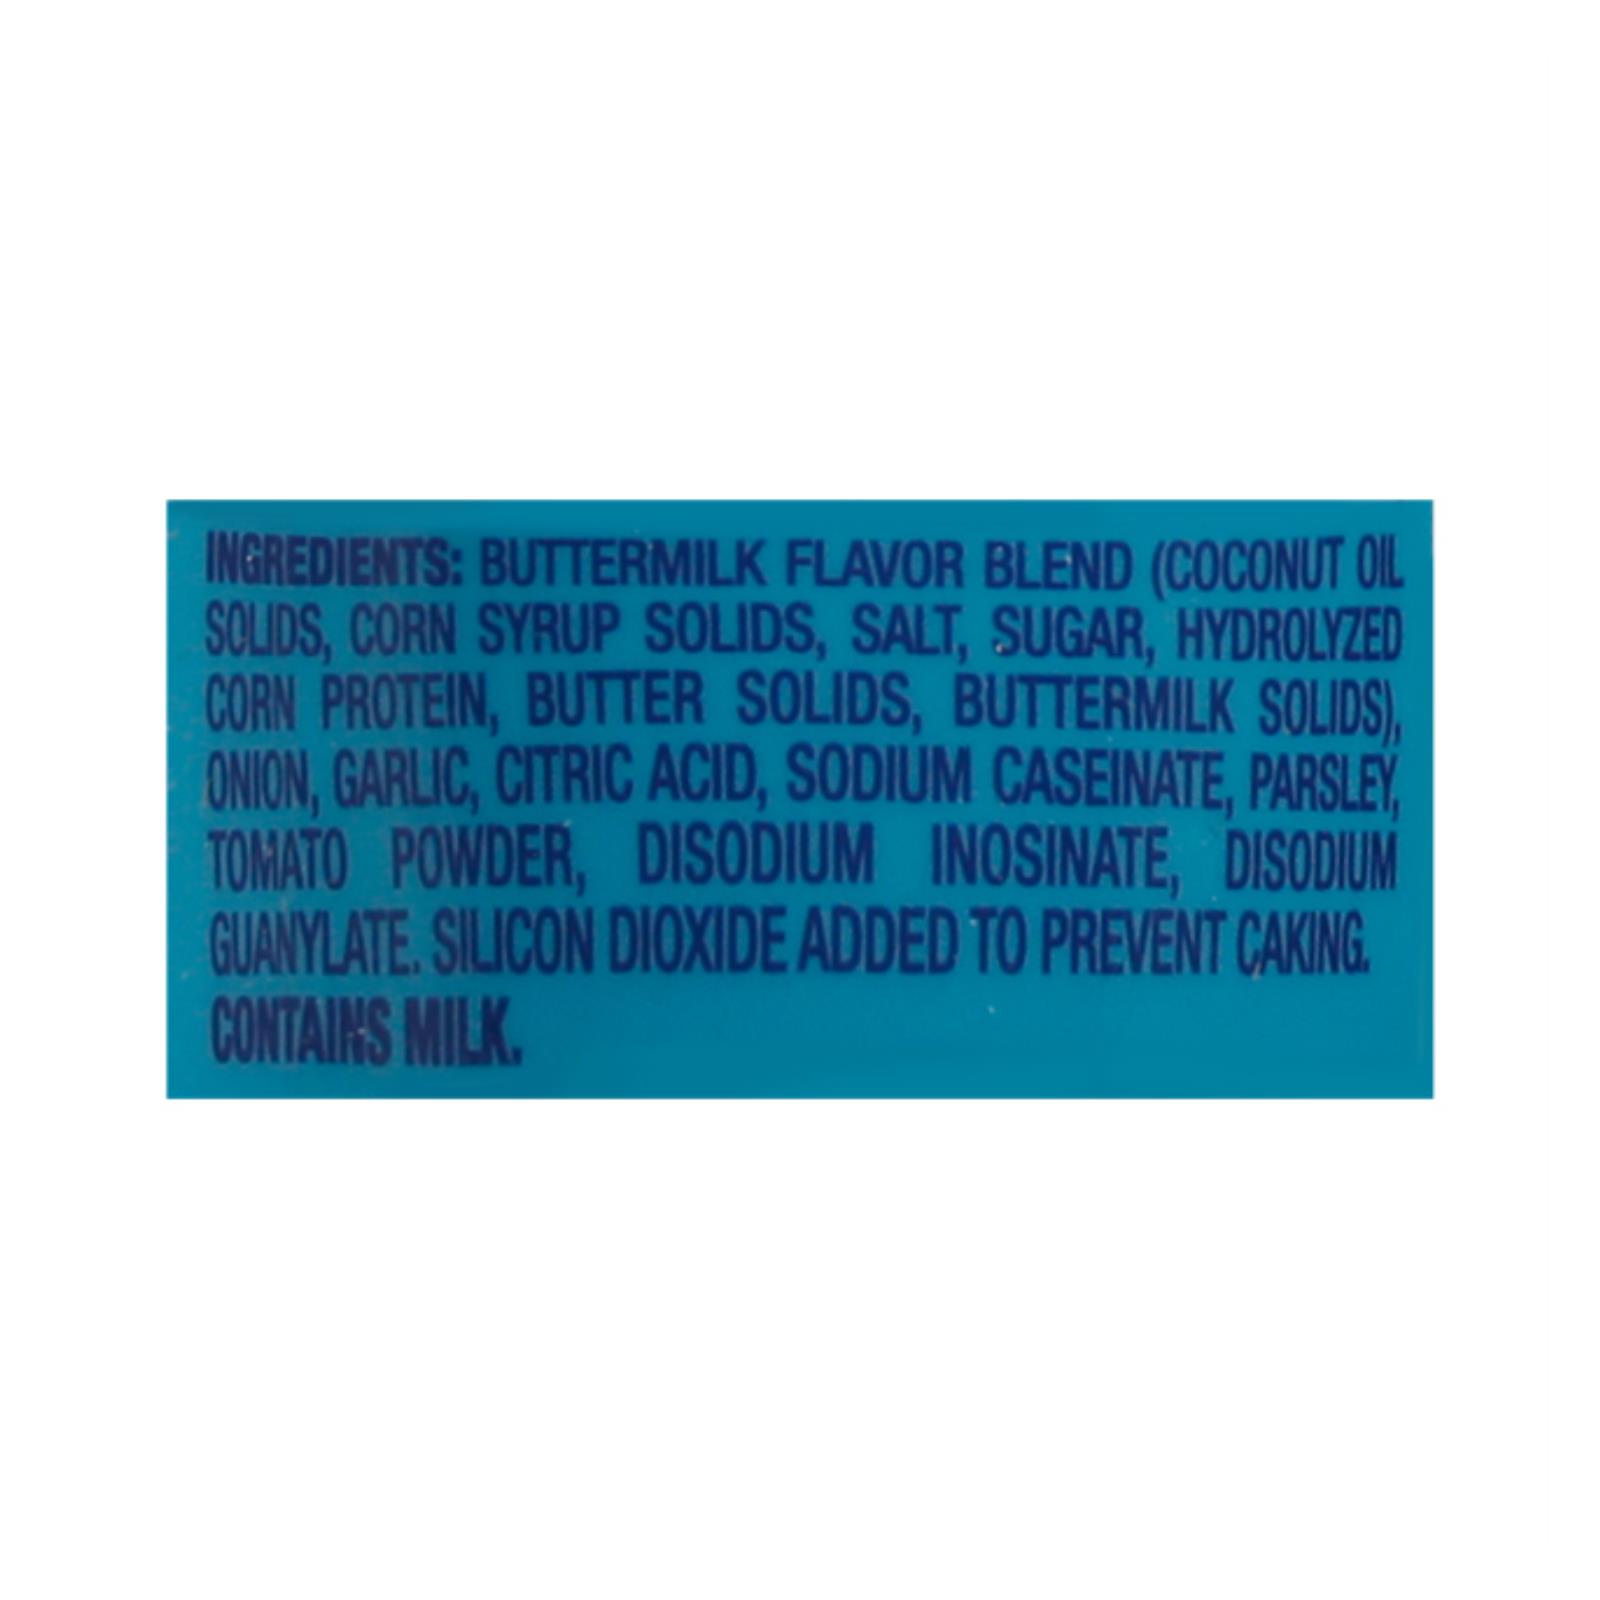 INGREDIENTS: BUTTERMILK FLAVOR BLEND (COCONUT OIL
SOLIDS, CORN SYRUP SOLIDS, SALT, SUGAR, HYDROLYZED
CORN PROTEIN, BUTTER SOLIDS, BUTTERMILK SOLIDS),
ONION, GARLIC, CITRIC ACID, SODIUM CASEINATE, PARSLEY,
TOMATO POWDER, DISODIUM INOSINATE, DISODIUM
GUANYLATE. SILICON DIOXIDE ADDED TO PREVENT CAKING.
CONTAINS MILK.